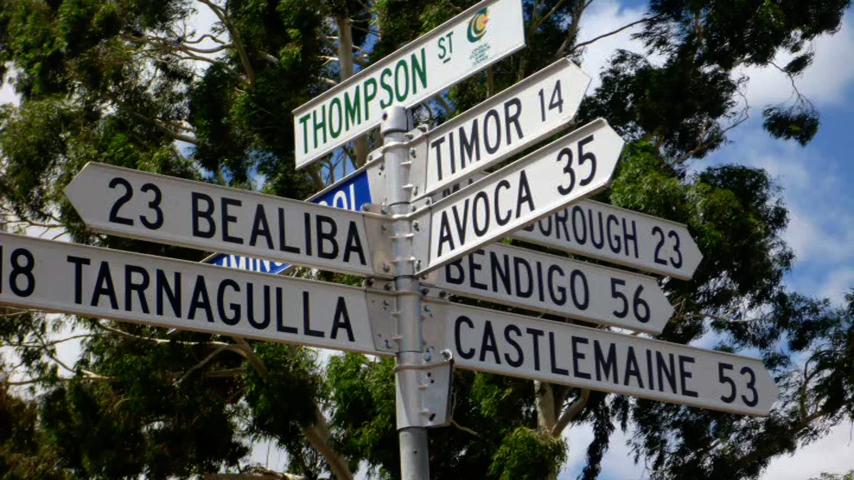 THOMPSON ST
TIMOR 14
AVOCA 35
23 BEALIBA
BOROUGH 23
BENDIGO 56
18 TARNAGULLA
CASTLEMAINE 53